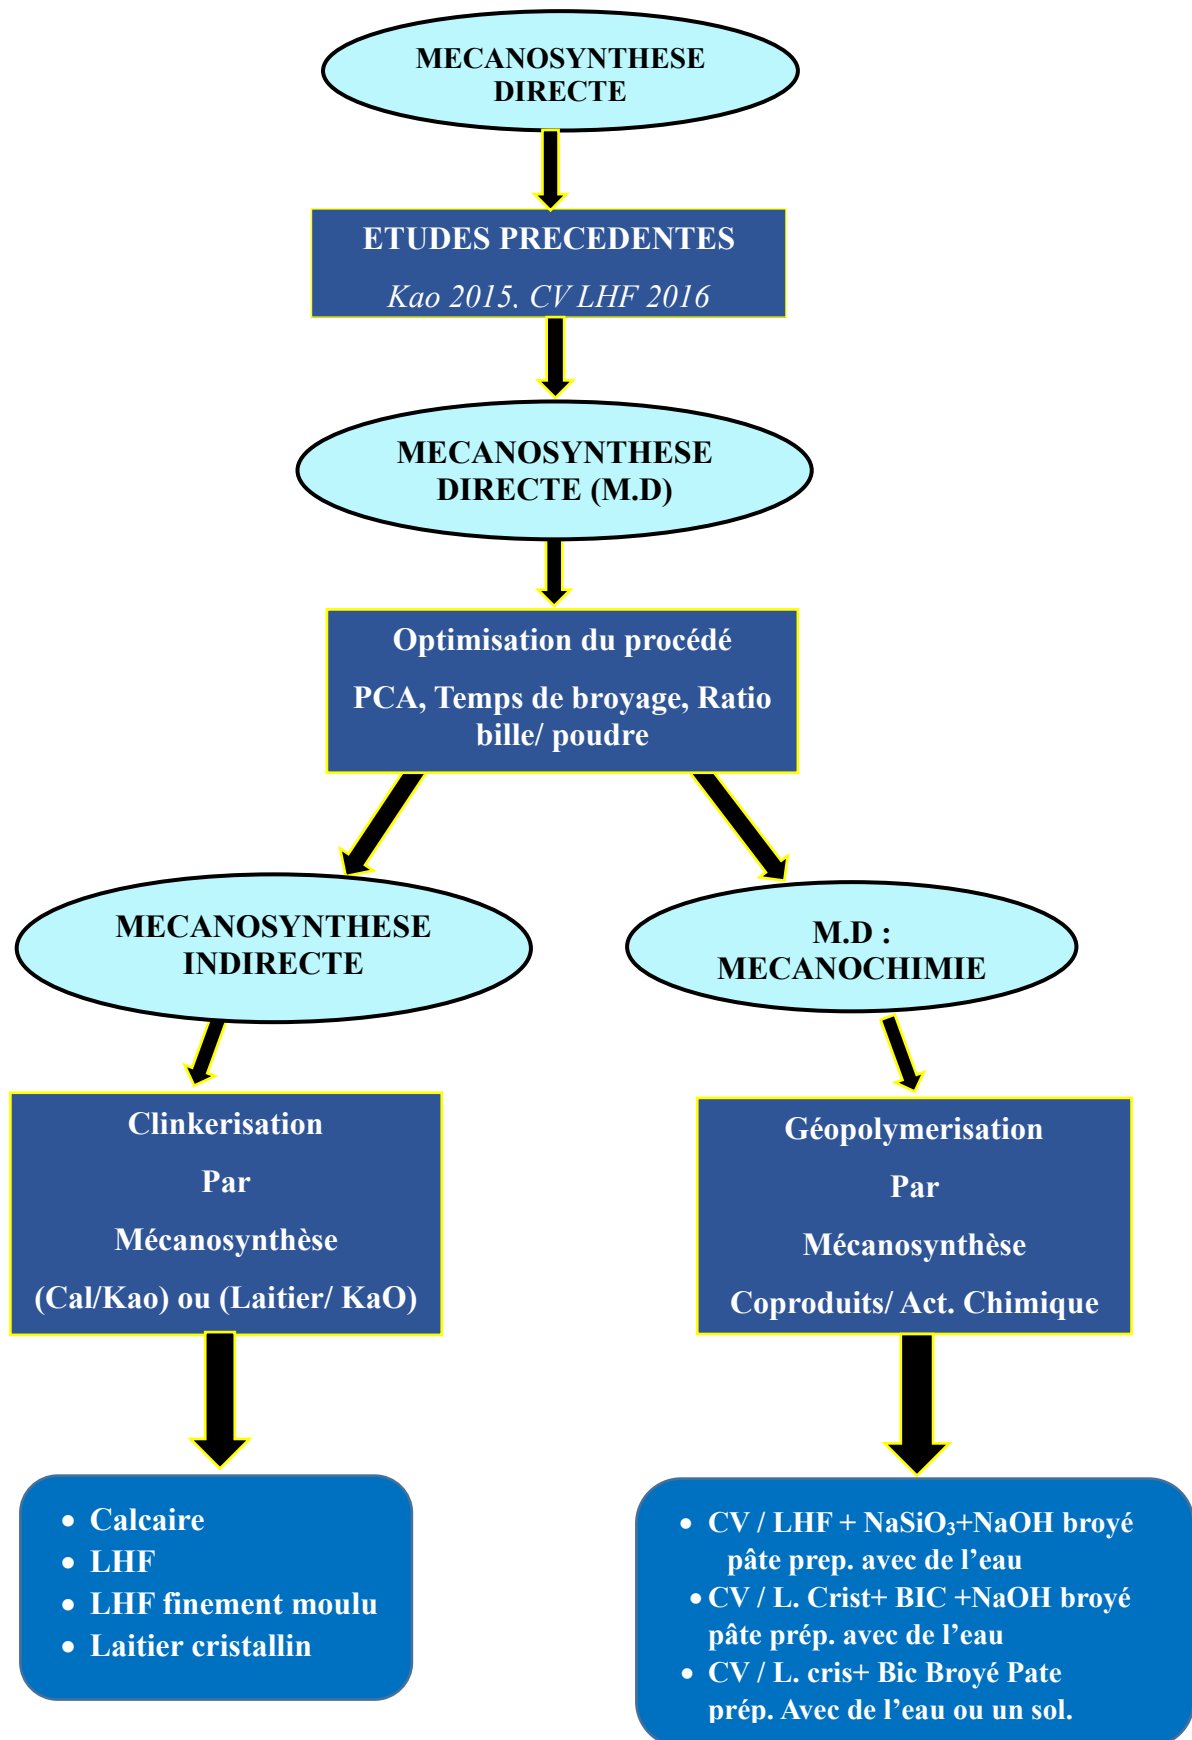 MECANOSYNTHESE
DIRECTE
ETUDES PRECEDENTES
Kao 2015. CV LHF 2016
MECANOSYNTHESE
DIRECTE (M.D)
Optimisation du procédé
PCA, Temps de broyage, Ratio
bille/ poudre
MECANOSYNTHESE
INDIRECTE
M.D :
MECANOCHIMIE
Clinkerisation
Par
Mécanosynthèse
(Cal/Kao) ou (Laitier/ KaO)
Géopolymerisation
Par
Mécanosynthèse
Coproduits/ Act. Chimique
• Calcaire
• LHF
• LHF finement moulu
• Laitier cristallin
• CV / LHF + NaSiO₃+NaOH broyé
pâte prep. avec de l’eau
• CV / L. Crist+ BIC +NaOH broyé
pâte prép. avec de l’eau
• CV / L. cris+ Bic Broyé Pate
prép. Avec de l’eau ou un sol.